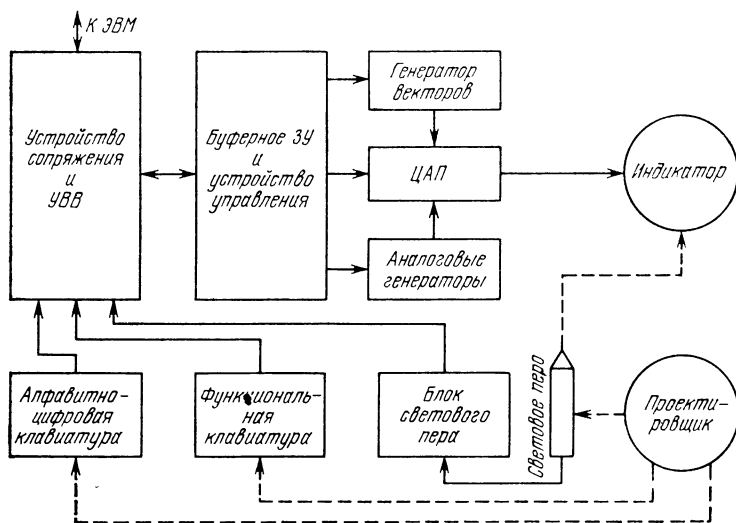 К ЭВМ
Устройство
сопряжения
и
УВВ
Буферное ЗУ
и
устройство
управления
Генератор
векторов
ЦАП
Аналоговые
генераторы
Индикатор
Алфавитно-
цифровая
клавиатура
Функциональ-
ная
клавиатура
Блок
светового
пера
Световое перо
Проекти-
ровщик